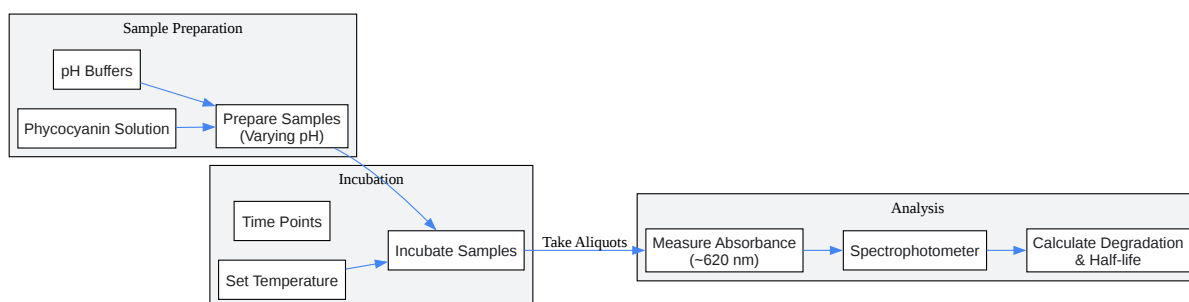 Sample Preparation
pH Buffers
Phycocyanin Solution
Prepare Samples
(Varying pH)
Incubation
Time Points
Set Temperature
Incubate Samples
Take Aliquots
Analysis
Measure Absorbance
(~620 nm)
Spectrophotometer
Calculate Degradation
& Half-life